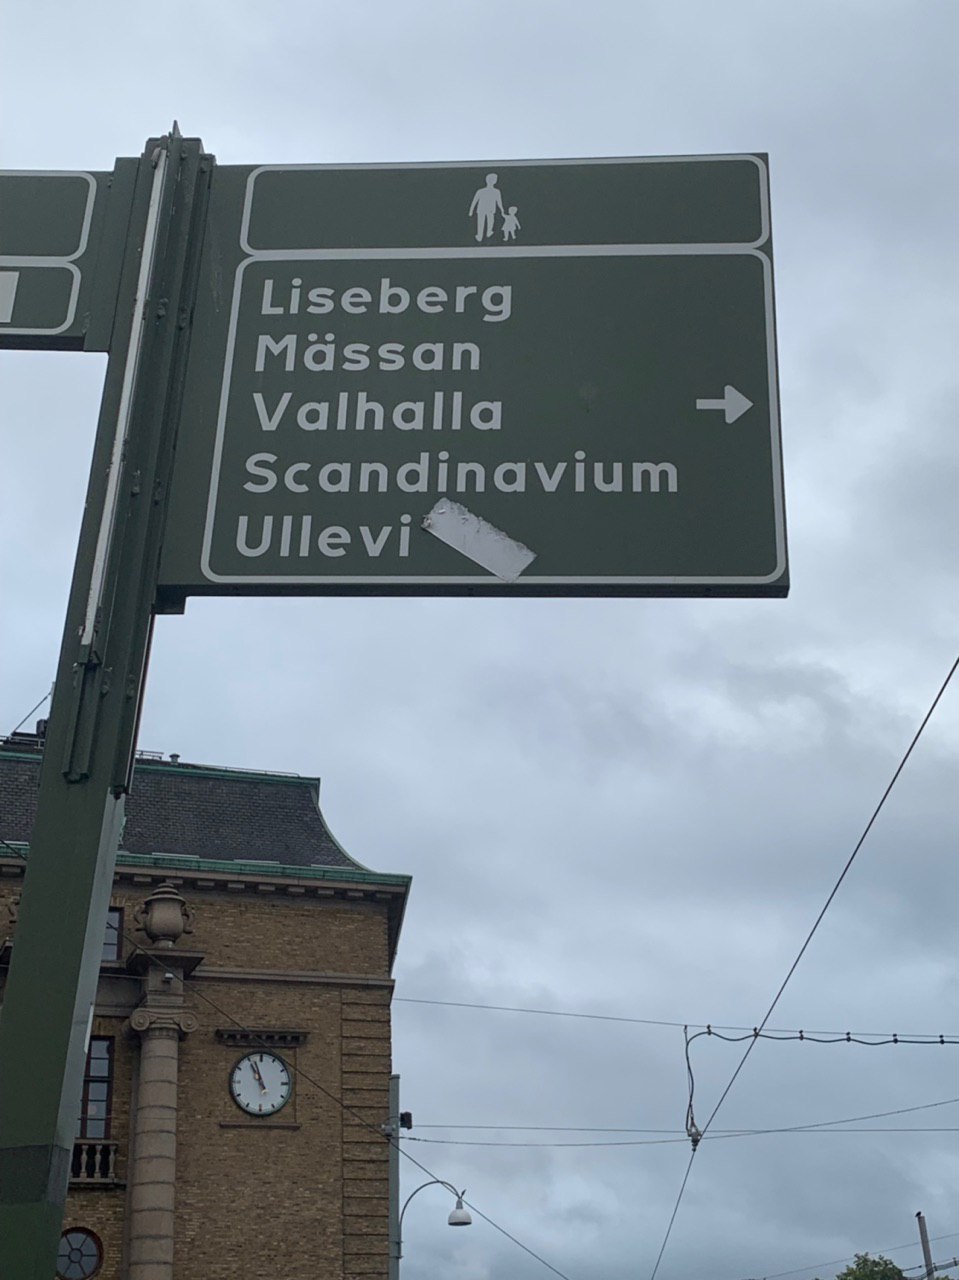 Liseberg
Mässan
Valhalla
Scandinavium
Ullevi